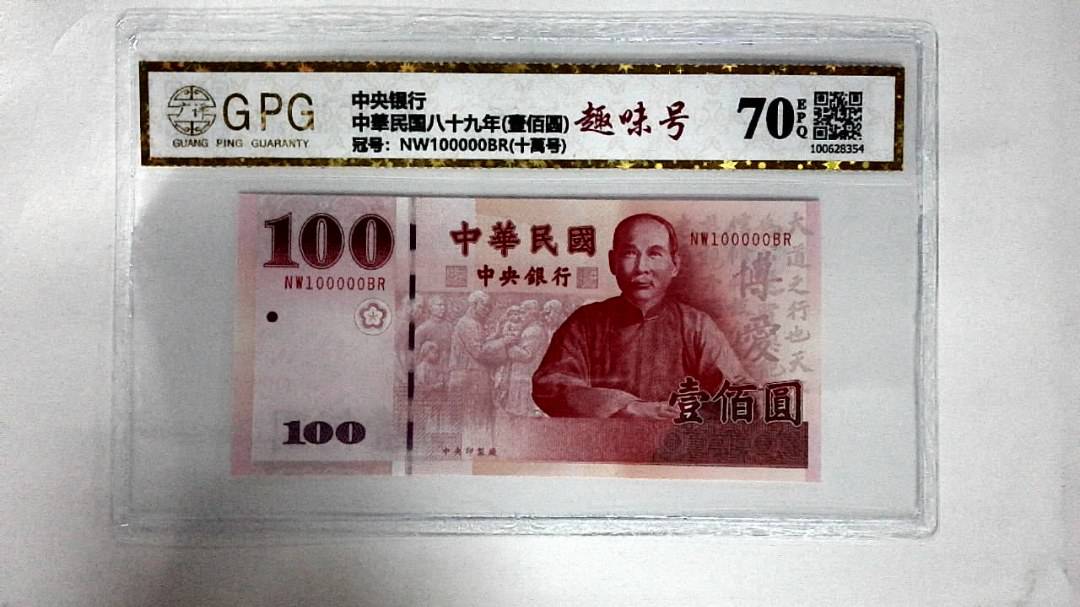 GPG
GUANG PING GUARANTY
中央银行
中華民国八十九年(壹佰圆)
冠号：NW100000BR(十萬号)
趣味号
70
EPQ
100628354
100
NW100000BR
中華民國
中央銀行
NW100000BR
大道之行也天
博愛
壹佰圓
100
中央印製廠